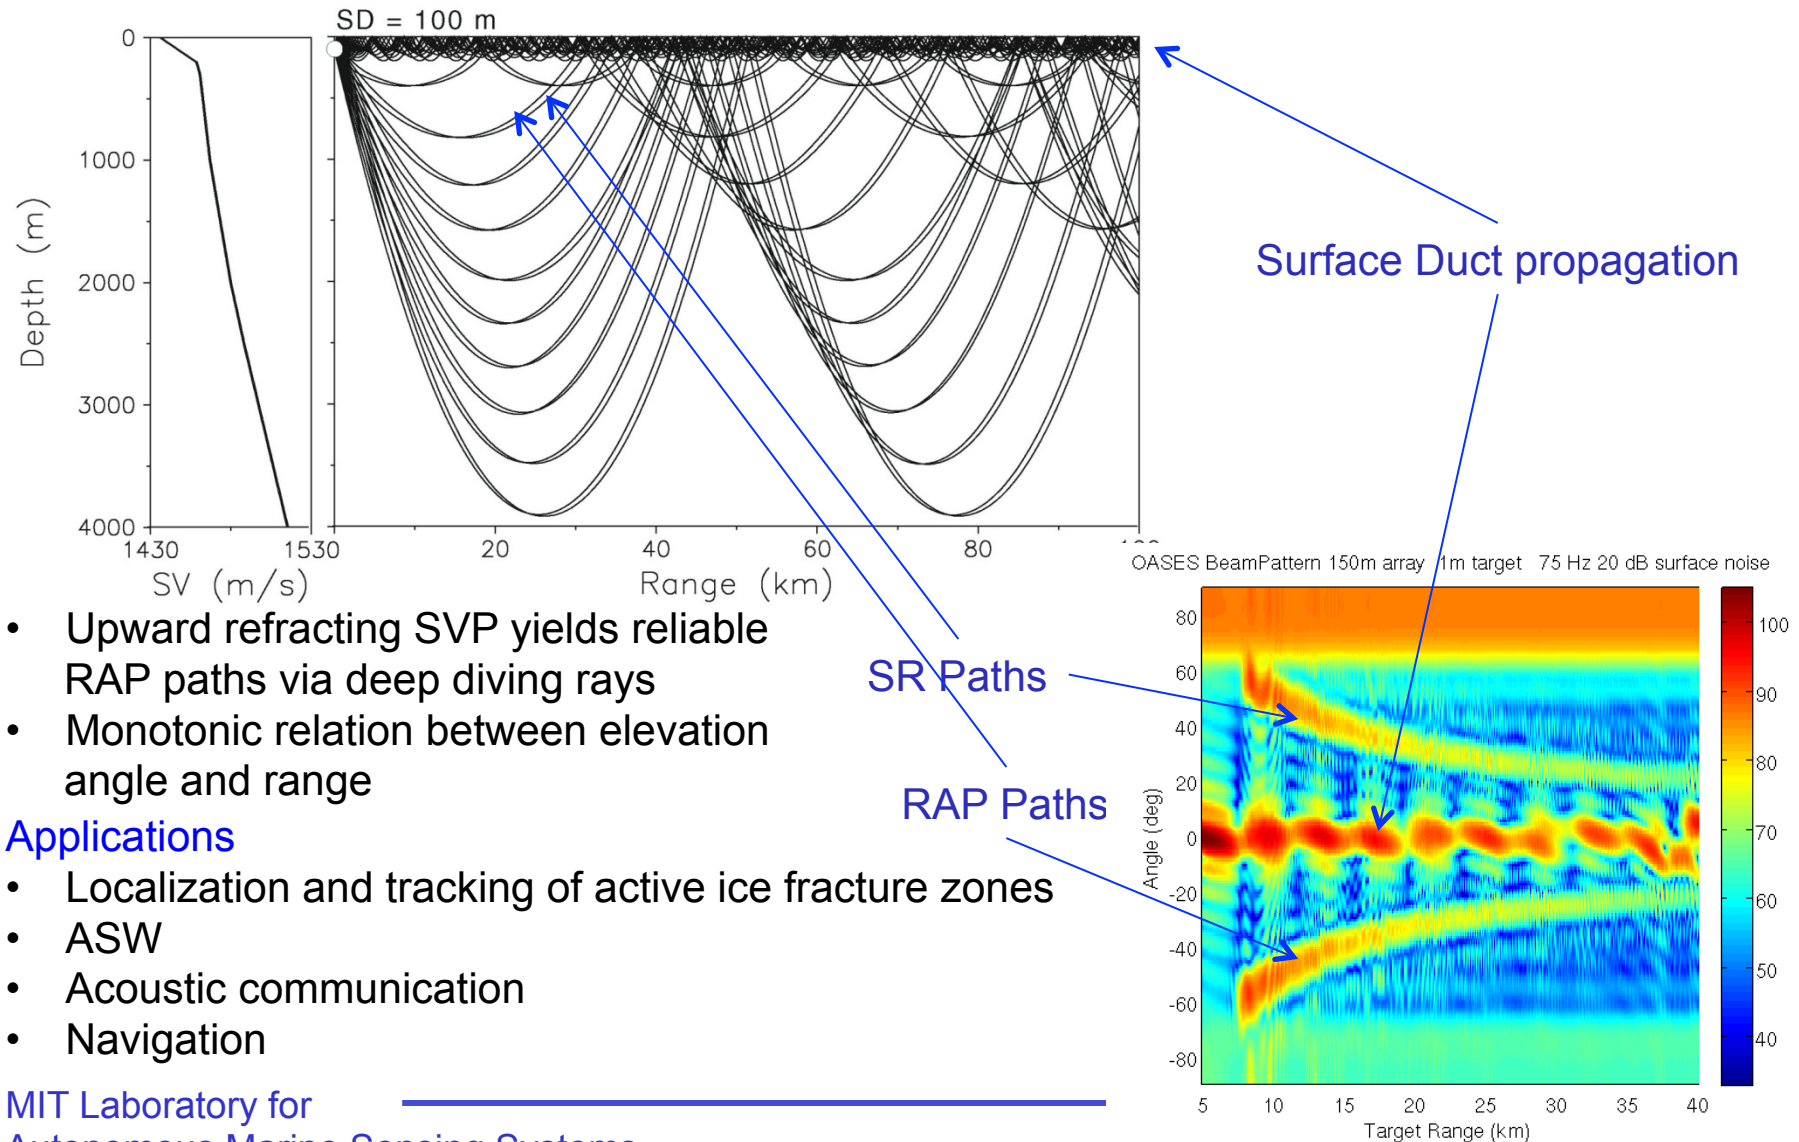 SD = 100 m
0
1000
2000
3000
4000
Depth (m)
1430
1530
SV (m/s)
20
40
60
80
Range (km)
Surface Duct propagation
• Upward refracting SVP yields reliable
RAP paths via deep diving rays
• Monotonic relation between elevation
angle and range
Applications
• Localization and tracking of active ice fracture zones
• ASW
• Acoustic communication
• Navigation
SR Paths
RAP Paths
OASES BeamPattern 150m array 1m target 75 Hz 20 dB surface noise
80
60
40
20
0
-20
-40
-60
-80
Angle (deg)
5
10
15
20
25
30
35
40
Target Range (km)
100
90
80
70
60
50
40
MIT Laboratory for
Autonomous Marine Sensing Systems